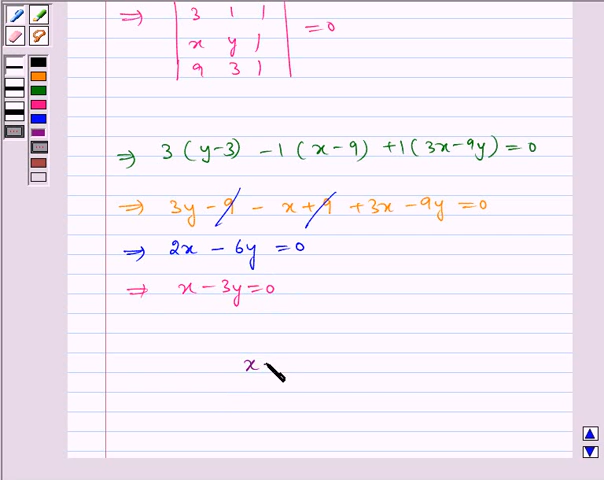 ⇒ | 3 1 1 |
| x y 1 | = 0
| 9 3 1 |
⇒ 3 (y-3) -1 (x-9) +1 (3x-9y) = 0
⇒ 3y - 9 - x + 9 + 3x - 9y = 0
⇒ 2x - 6y = 0
⇒ x - 3y = 0
x -